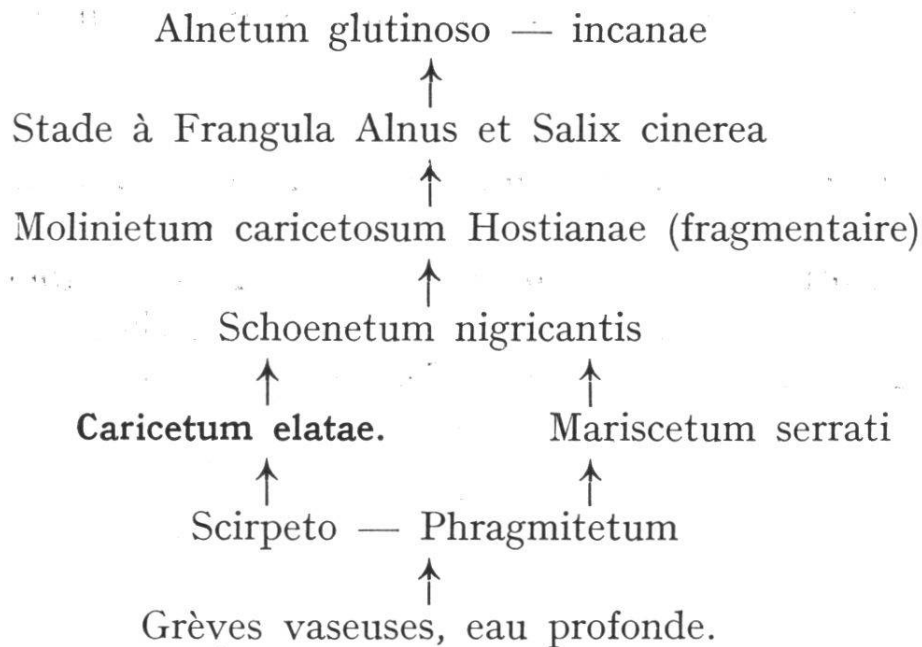 Alnetum glutinoso — incanae
Stade à Frangula Alnus et Salix cinerea
Molinietum caricetosum Hostianae (fragmentaire)
Schoenetum nigricantis
Caricetum elatae. Mariscetum serrati
Scirpeto — Phragmitetum
Grèves vaseuses, eau profonde.